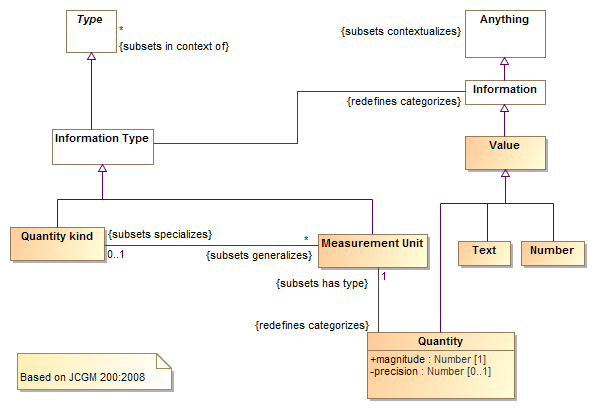 Type
*
{subsets in context of}
Anything
{subsets contextualizes}
Information
{redefines categorizes}
Information Type
Value
Quantity kind
{subsets specializes}
0..1
*
{subsets generalizes}
Measurement Unit
Text
Number
{subsets has type}
1
{redefines categorizes}
Quantity
+magnitude : Number [1]
-precision : Number [0..1]
Based on JCGM 200:2008